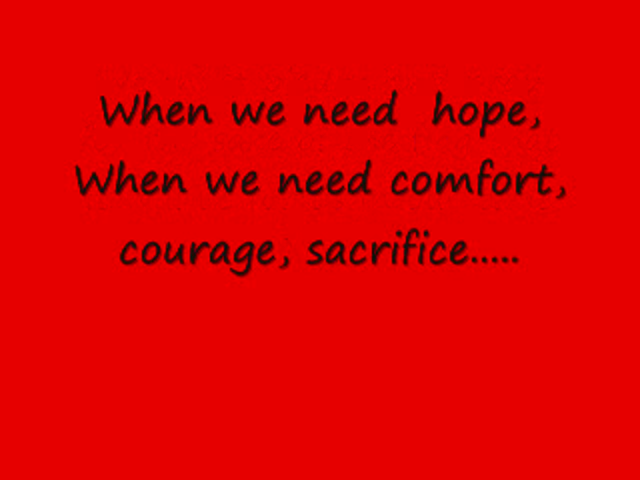 When we need  hope,
When we need comfort,
courage, sacrifice.....